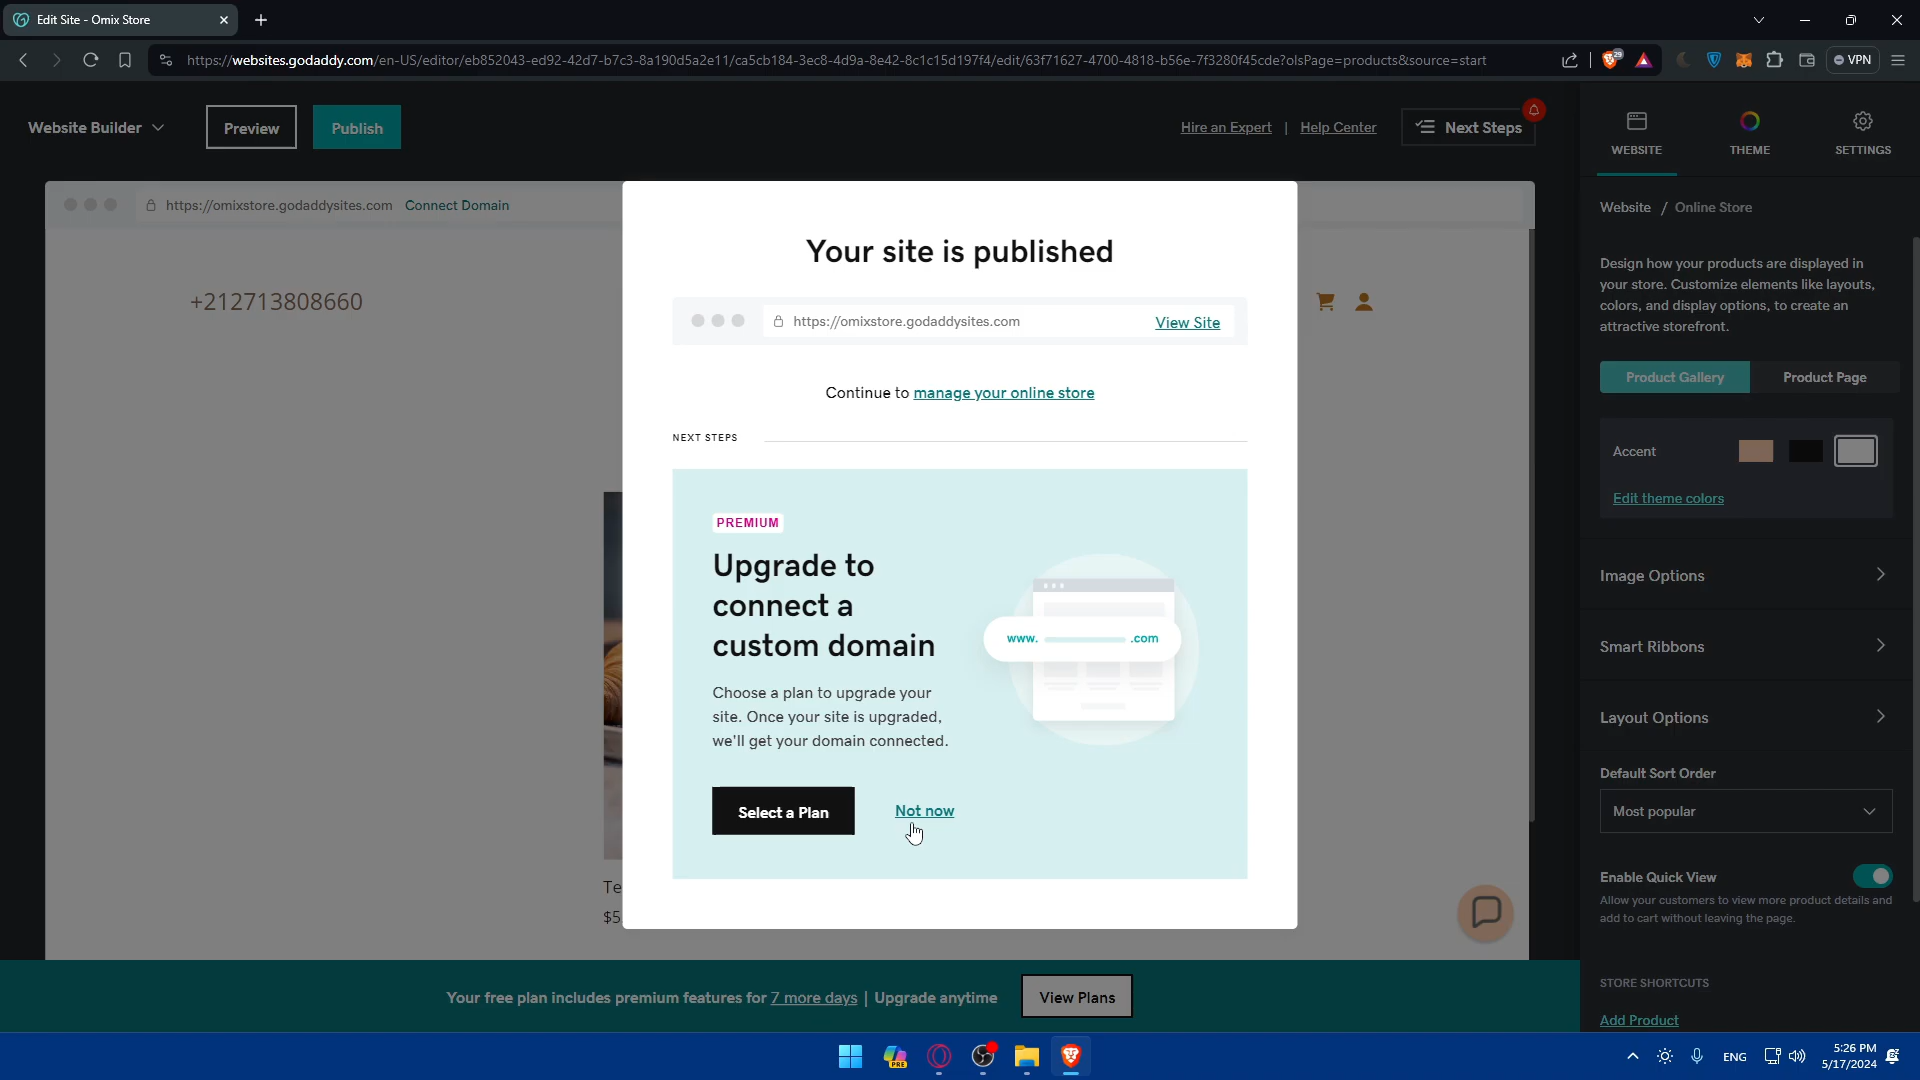 Edit Site - Omix Store
https://websites.godaddy.com/en-US/editor/eb852043-ed92-42d7-b7c3-8a190d5a2e11/ca5cb184-3ec8-4d9a-8e42-8c1c15d197f4/edit/63f71627-4700-4818-b56e-7f3280f45cde?olsPage=products&source=start
29
VPN
Website Builder
Preview
Publish
Hire an Expert | Help Center
Next Steps
WEBSITE
THEME
SETTINGS
https://omixstore.godaddysites.com Connect Domain
+212713808660
Your site is published
https://omixstore.godaddysites.com
View Site
Continue to manage your online store
NEXT STEPS
PREMIUM
Upgrade to
connect a
custom domain
www. .com
Choose a plan to upgrade your
site. Once your site is upgraded,
we'll get your domain connected.
Select a Plan
Not now
Te
$5
Website / Online Store
Design how your products are displayed in
your store. Customize elements like layouts,
colors, and display options, to create an
attractive storefront.
Product Gallery
Product Page
Accent
Edit theme colors
Image Options
Smart Ribbons
Layout Options
Default Sort Order
Most popular
Enable Quick View
Allow your customers to view more product details and
add to cart without leaving the page.
STORE SHORTCUTS
Add Product
Your free plan includes premium features for 7 more days | Upgrade anytime
View Plans
PRE
ENG
5:26 PM
5/17/2024